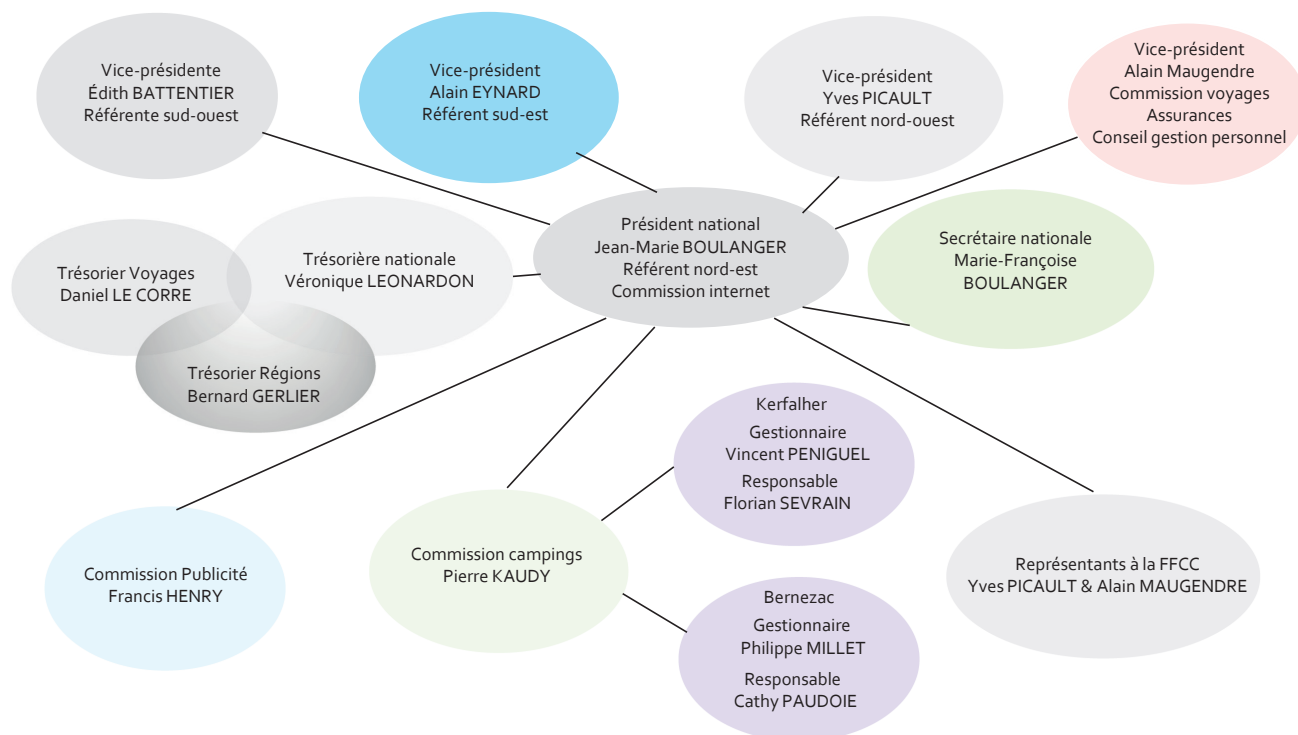 Vice-présidente
Édith BATTENTIER
Référente sud-ouest
Vice-président
Alain EYNARD
Référent sud-est
Vice-président
Yves PICAULT
Référent nord-ouest
Vice-président
Alain Maugendre
Commission voyages
Assurances
Conseil gestion personnel
Trésorier Voyages
Daniel LE CORRE
Trésorière nationale
Véronique LEONARDON
Président national
Jean-Marie BOULANGER
Référent nord-est
Commission internet
Secrétaire nationale
Marie-Françoise
BOULANGER
Trésorier Régions
Bernard GERLIER
Kerfalher
Gestionnaire
Vincent PENIGUEL
Responsable
Florian SEVRAIN
Commission Publicité
Francis HENRY
Commission campings
Pierre KAUDY
Représentants à la FFCC
Yves PICAULT & Alain MAUGENDRE
Bernezac
Gestionnaire
Philippe MILLET
Responsable
Cathy PAUDOIE